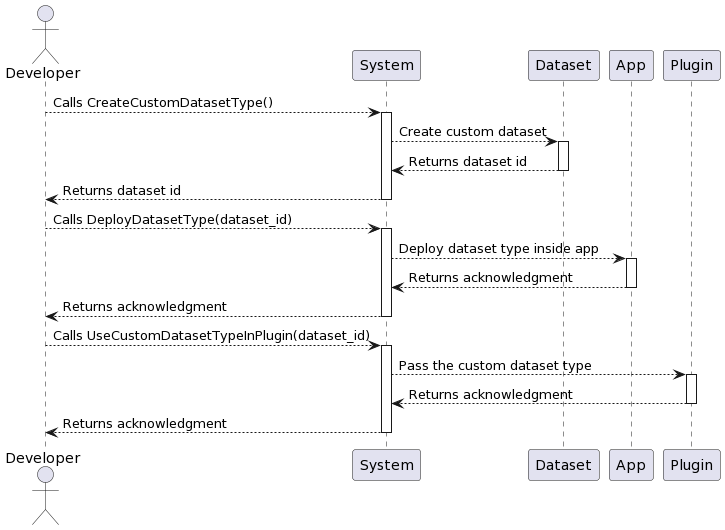 Developer
System
Dataset
App
Plugin
Calls CreateCustomDatasetType()
Create custom dataset
Returns dataset id
Returns dataset id
Calls DeployDatasetType(dataset_id)
Deploy dataset type inside app
Returns acknowledgment
Returns acknowledgment
Calls UseCustomDatasetTypeInPlugin(dataset_id)
Pass the custom dataset type
Returns acknowledgment
Returns acknowledgment
Developer
System
Dataset
App
Plugin